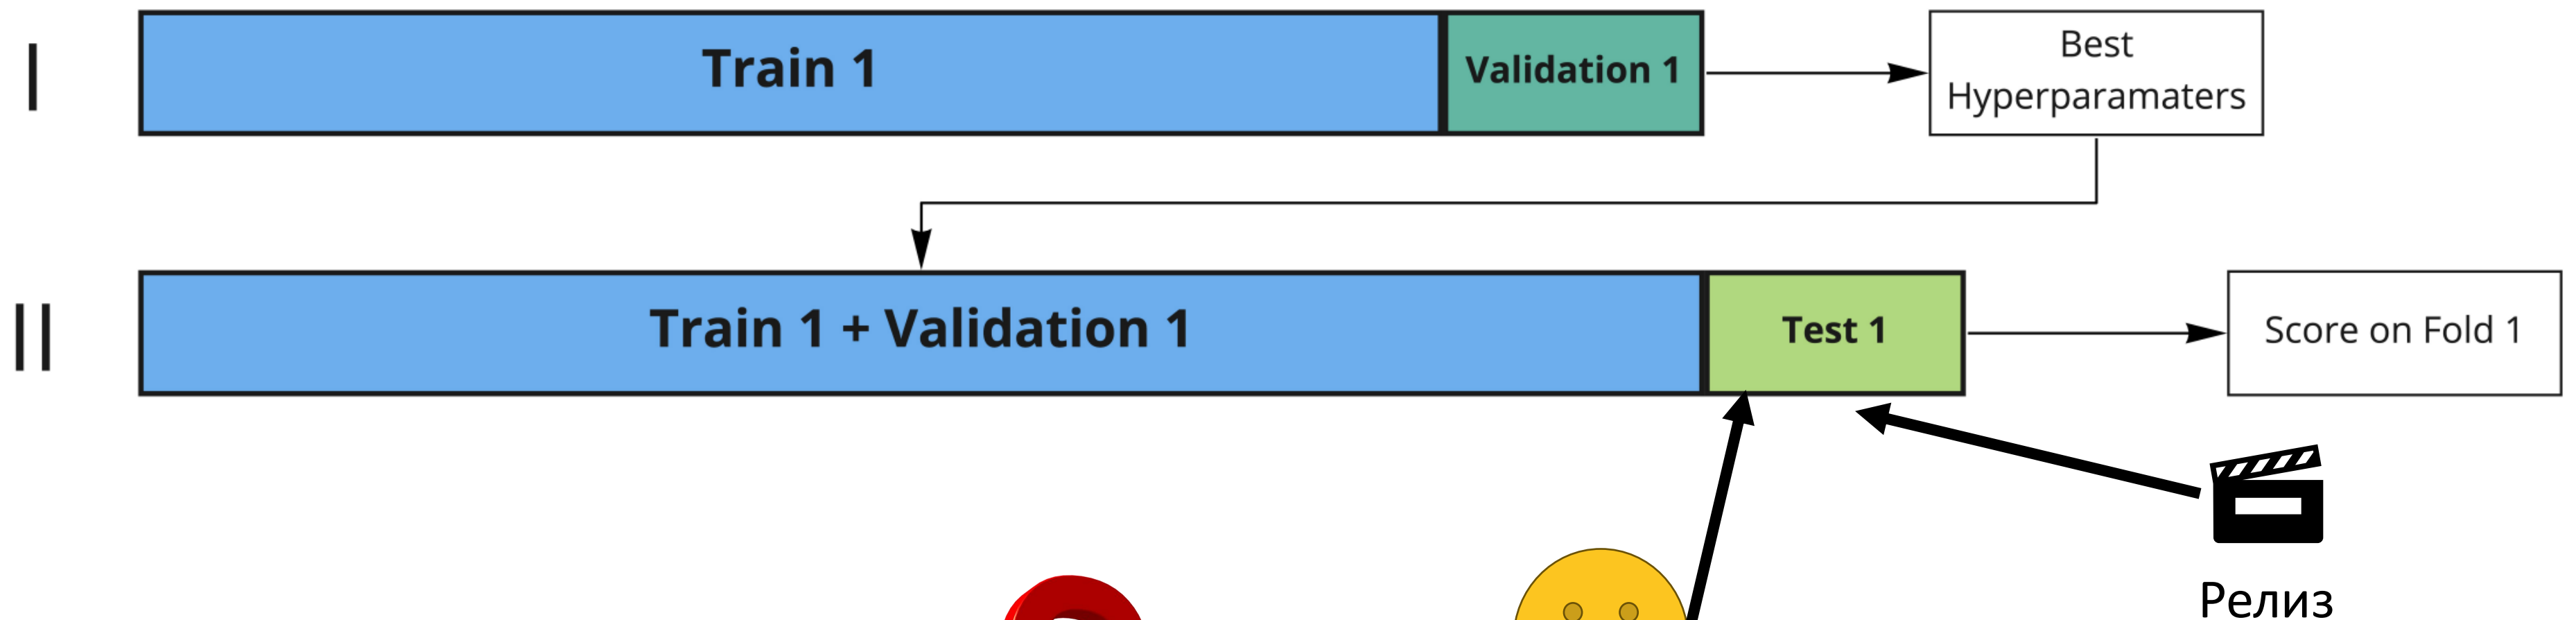 I
Train 1
Validation 1
Best
Hyperparamaters
II
Train 1 + Validation 1
Test 1
Score on Fold 1
Релиз